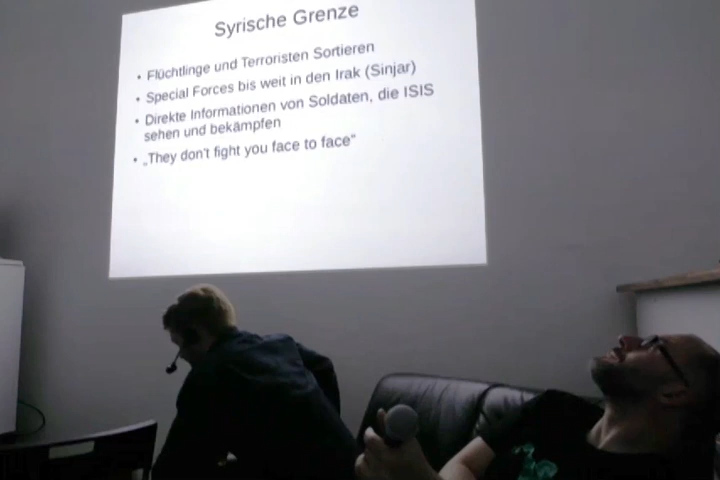 Syrische Grenze
• Flüchtlinge und Terroristen Sortieren
• Special Forces bis weit in den Irak (Sinjar)
• Direkte Informationen von Soldaten, die ISIS
sehen und bekämpfen
• „They don't fight you face to face“